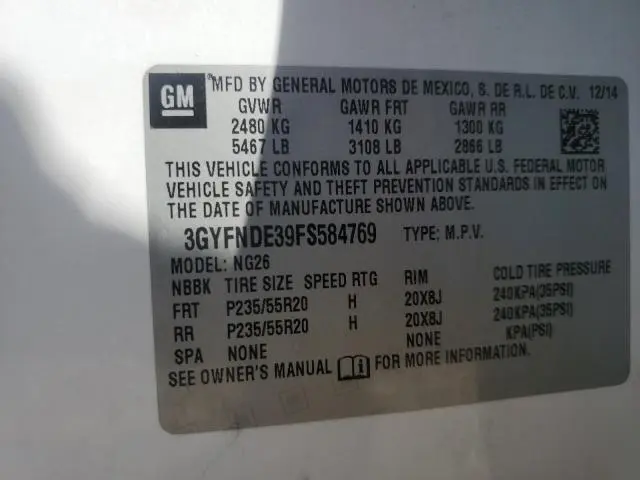 GM
®MFD BY GENERAL MOTORS DE MEXICO, S. DE R.L. DE C.V. 12/14
GVWR GAWR FRT GAWR RR
2480 KG 1410 KG 1300 KG
5467 LB 3108 LB 2866 LB
THIS VEHICLE CONFORMS TO ALL APPLICABLE U.S. FEDERAL MOTOR
VEHICLE SAFETY AND THEFT PREVENTION STANDARDS IN EFFECT ON
THE DATE OF MANUFACTURE SHOWN ABOVE.
3GYFNDE39FS584769 TYPE: M.P.V.
MODEL: NG26
NBBK TIRE SIZE SPEED RTG RIM COLD TIRE PRESSURE
FRT P235/55R20 H 20X8J 240KPA(35PSI)
RR P235/55R20 H 20X8J 240KPA(35PSI)
SPA NONE NONE KPA(PSI)
SEE OWNER'S MANUAL FOR MORE INFORMATION.